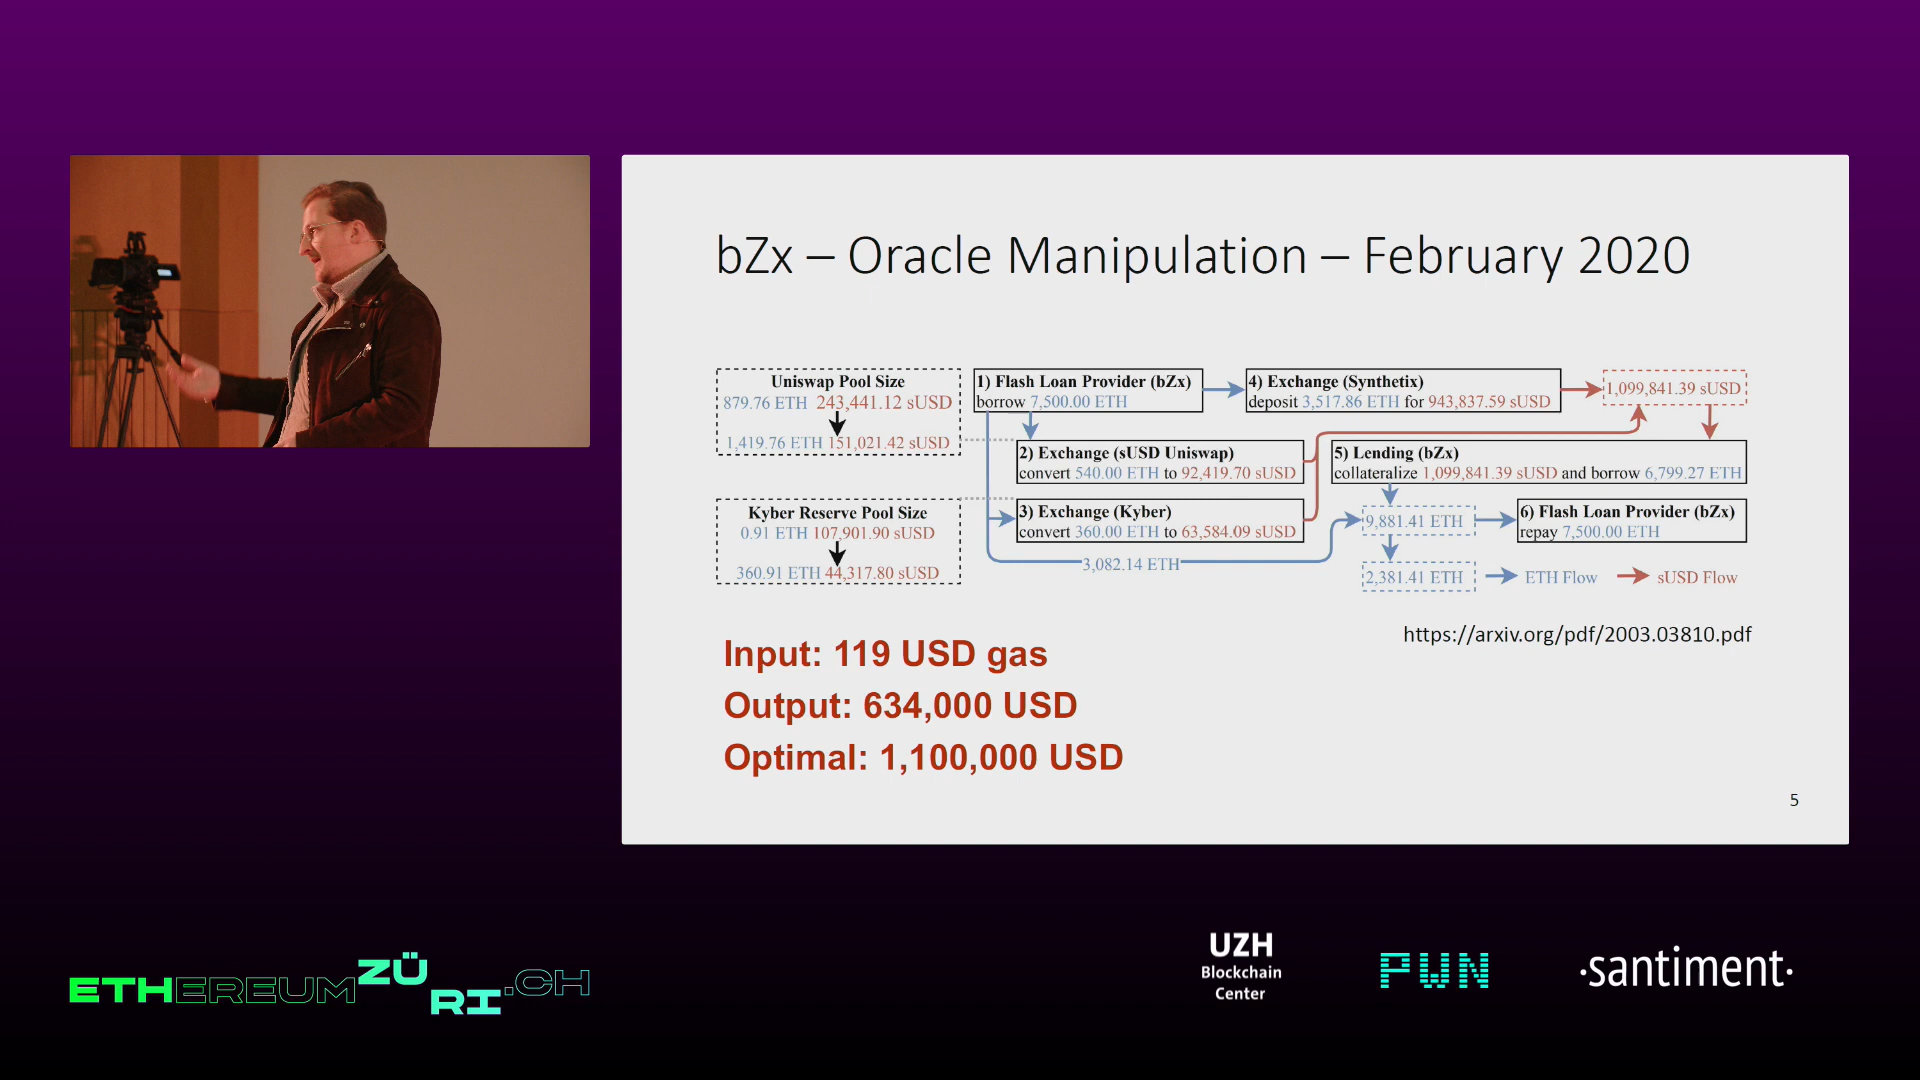 bZx – Oracle Manipulation – February 2020
Uniswap Pool Size
879.76 ETH 243,441.12 sUSD
1,419.76 ETH 151,021.42 sUSD
Kyber Reserve Pool Size
0.91 ETH 107,901.90 sUSD
360.91 ETH 44,317.80 sUSD
1) Flash Loan Provider (bZx)
borrow 7,500.00 ETH
2) Exchange (sUSD Uniswap)
convert 540.00 ETH to 92,419.70 sUSD
3) Exchange (Kyber)
convert 360.00 ETH to 63,584.09 sUSD
3,082.14 ETH
4) Exchange (Synthetix)
deposit 3,517.86 ETH for 943,837.59 sUSD
1,099,841.39 sUSD
5) Lending (bZx)
collateralize 1,099,841.39 sUSD and borrow 6,799.27 ETH
9,881.41 ETH
6) Flash Loan Provider (bZx)
repay 7,500.00 ETH
2,381.41 ETH
ETH Flow
sUSD Flow
https://arxiv.org/pdf/2003.03810.pdf
Input: 119 USD gas
Output: 634,000 USD
Optimal: 1,100,000 USD
5
ETHEREUMZÜRI.CH
UZH
Blockchain
Center
PWN
·santiment·